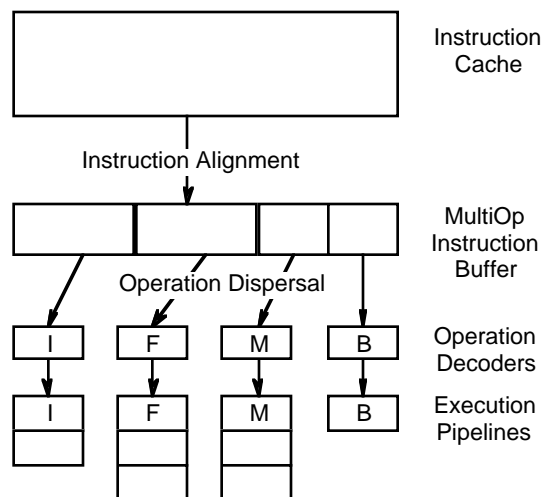 Instruction
Cache
Instruction Alignment
MultiOp
Instruction
Buffer
Operation Dispersal
I F M B
Operation
Decoders
I F M B
Execution
Pipelines